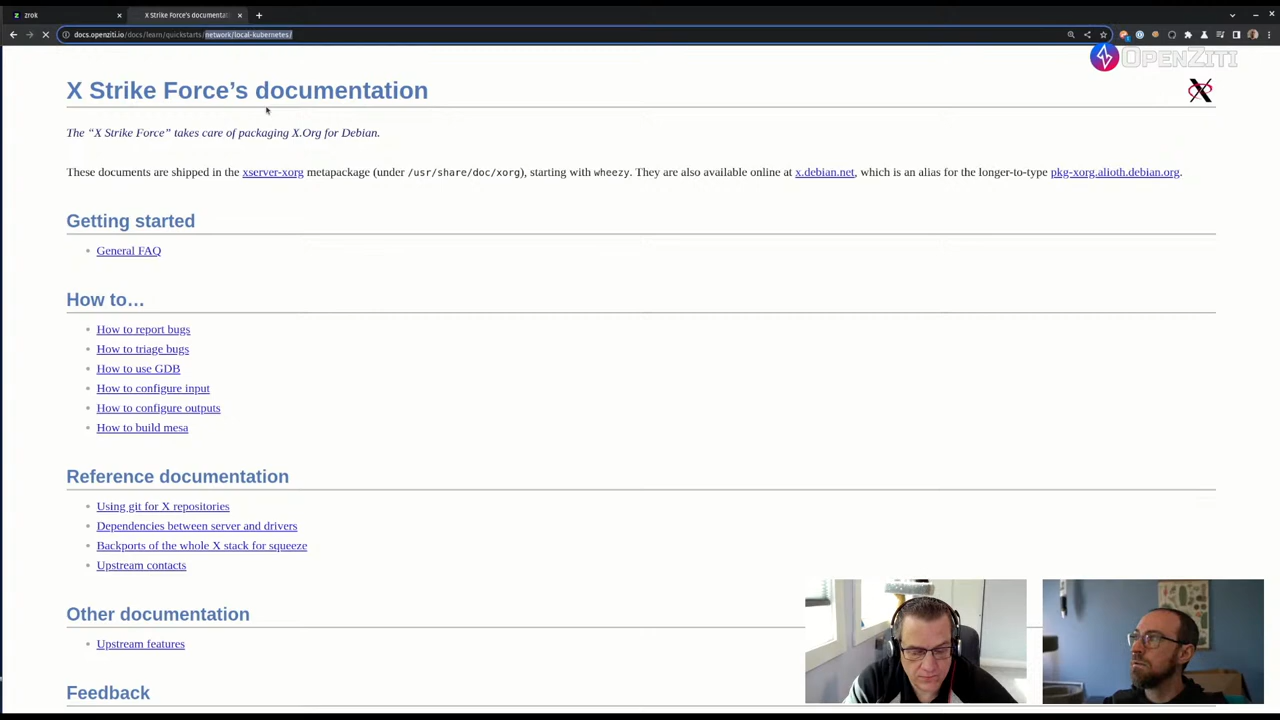 zrok
X Strike Force's documentat
docs.openziti.io/docs/learn/quickstarts/network/local-kubernetes/
OPENZITI
X Strike Force’s documentation
The “X Strike Force” takes care of packaging X.Org for Debian.
These documents are shipped in the xserver-xorg metapackage (under /usr/share/doc/xorg), starting with wheezy. They are also available online at x.debian.net, which is an alias for the longer-to-type pkg-xorg.alioth.debian.org.
Getting started
General FAQ
How to…
How to report bugs
How to triage bugs
How to use GDB
How to configure input
How to configure outputs
How to build mesa
Reference documentation
Using git for X repositories
Dependencies between server and drivers
Backports of the whole X stack for squeeze
Upstream contacts
Other documentation
Upstream features
Feedback